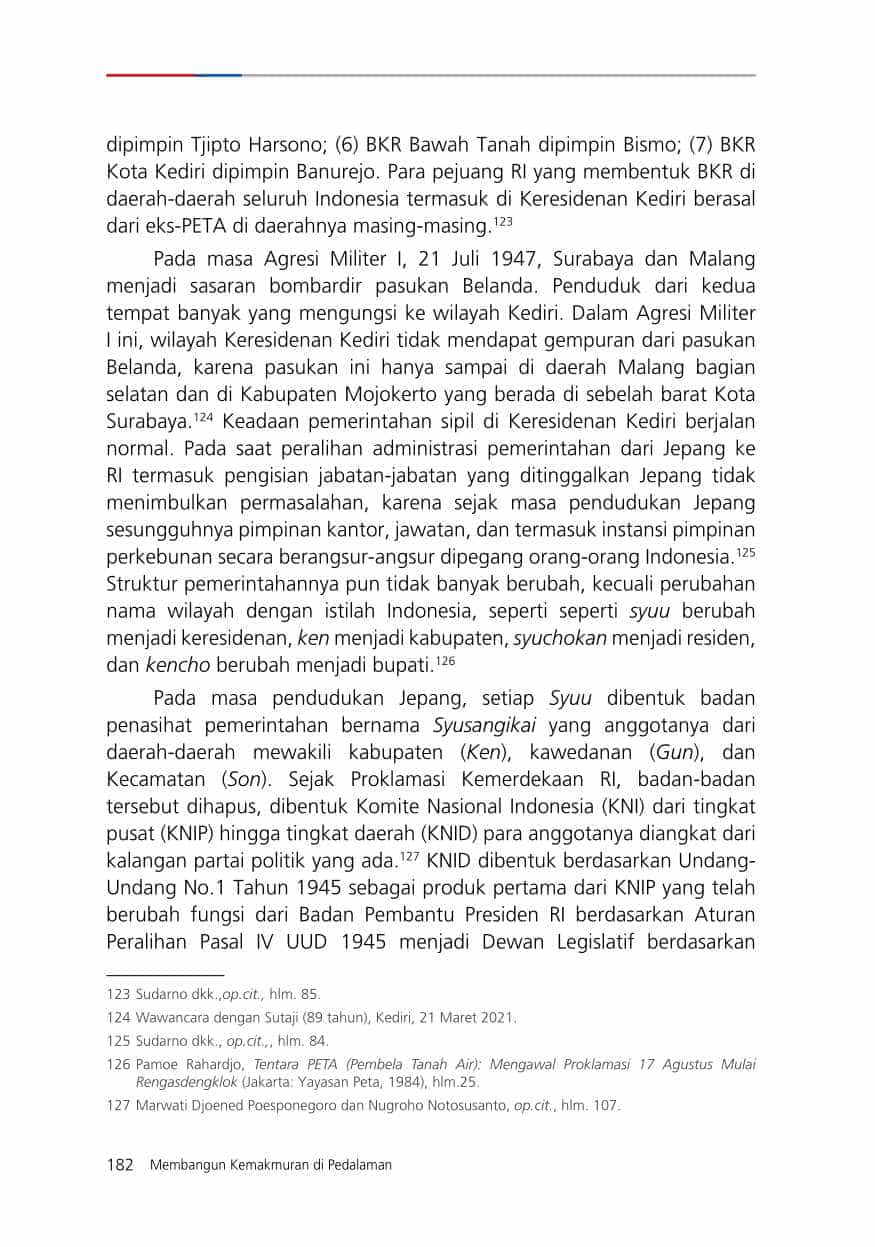 dipimpin Tjipto Harsono; (6) BKR Bawah Tanah dipimpin Bismo; (7) BKR
Kota Kediri dipimpin Banurejo. Para pejuang RI yang membentuk BKR di
daerah-daerah seluruh Indonesia termasuk di Keresidenan Kediri berasal
dari eks-PETA di daerahnya masing-masing.123
Pada masa Agresi Militer I, 21 Juli 1947, Surabaya dan Malang
menjadi sasaran bombardir pasukan Belanda. Penduduk dari kedua
tempat banyak yang mengungsi ke wilayah Kediri. Dalam Agresi Militer
I ini, wilayah Keresidenan Kediri tidak mendapat gempuran dari pasukan
Belanda, karena pasukan ini hanya sampai di daerah Malang bagian
selatan dan di Kabupaten Mojokerto yang berada di sebelah barat Kota
Surabaya.124 Keadaan pemerintahan sipil di Keresidenan Kediri berjalan
normal. Pada saat peralihan administrasi pemerintahan dari Jepang ke
RI termasuk pengisian jabatan-jabatan yang ditinggalkan Jepang tidak
menimbulkan permasalahan, karena sejak masa pendudukan Jepang
sesungguhnya pimpinan kantor, jawatan, dan termasuk instansi pimpinan
perkebunan secara berangsur-angsur dipegang orang-orang Indonesia.125
Struktur pemerintahannya pun tidak banyak berubah, kecuali perubahan
nama wilayah dengan istilah Indonesia, seperti seperti syuu berubah
menjadi keresidenan, ken menjadi kabupaten, syuchokan menjadi residen,
dan kencho berubah menjadi bupati.126
Pada masa pendudukan Jepang, setiap Syuu dibentuk badan
penasihat pemerintahan bernama Syusangikai yang anggotanya dari
daerah-daerah mewakili kabupaten (Ken), kawedanan (Gun), dan
Kecamatan (Son). Sejak Proklamasi Kemerdekaan RI, badan-badan
tersebut dihapus, dibentuk Komite Nasional Indonesia (KNI) dari tingkat
pusat (KNIP) hingga tingkat daerah (KNID) para anggotanya diangkat dari
kalangan partai politik yang ada.127 KNID dibentuk berdasarkan Undang-
Undang No.1 Tahun 1945 sebagai produk pertama dari KNIP yang telah
berubah fungsi dari Badan Pembantu Presiden RI berdasarkan Aturan
Peralihan Pasal IV UUD 1945 menjadi Dewan Legislatif berdasarkan
123 Sudarno dkk.,op.cit., hlm. 85.
124 Wawancara dengan Sutaji (89 tahun), Kediri, 21 Maret 2021.
125 Sudarno dkk., op.cit.,, hlm. 84.
126 Pamoe Rahardjo, Tentara PETA (Pembela Tanah Air): Mengawal Proklamasi 17 Agustus Mulai
Rengasdengklok (Jakarta: Yayasan Peta, 1984), hlm.25.
127 Marwati Djoened Poesponegoro dan Nugroho Notosusanto, op.cit., hlm. 107.
182 Membangun Kemakmuran di Pedalaman